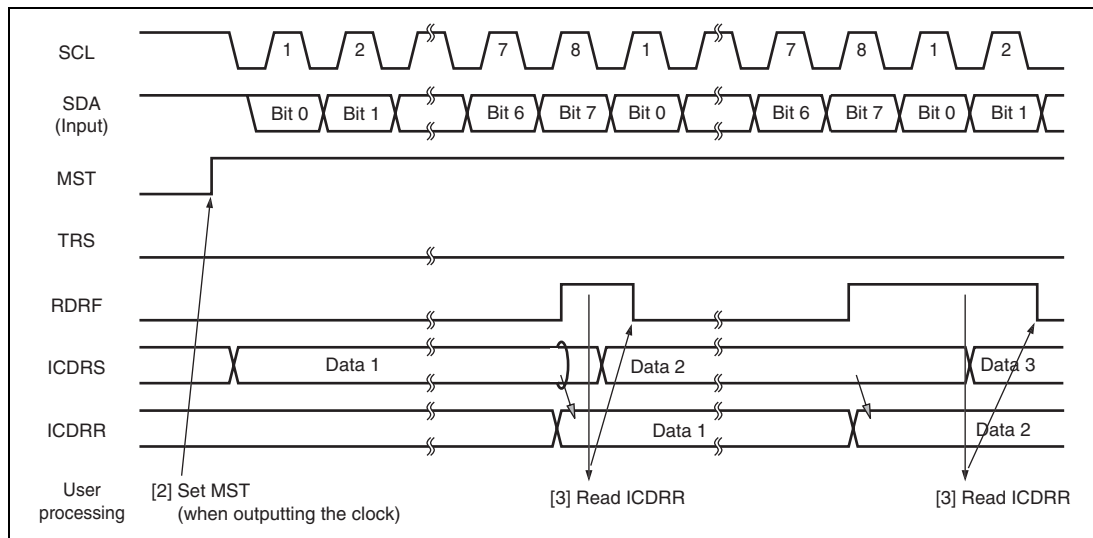 SCL 1 2 7 8 1 7 8 1 2
SDA
(Input)
Bit 0 Bit 1 Bit 6 Bit 7 Bit 0 Bit 6 Bit 7 Bit 0 Bit 1
MST
TRS
RDRF
ICDRS Data 1 Data 2 Data 3
ICDRR Data 1 Data 2
User
processing
[2] Set MST
(when outputting the clock)
[3] Read ICDRR
[3] Read ICDRR